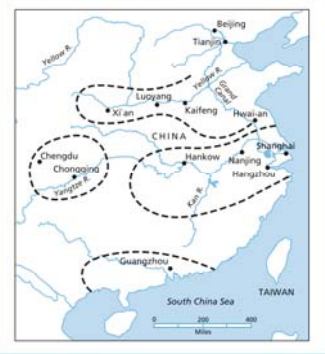 Beijing
Tianjin
Yellow R.
Yellow R.
Grand
Canal
Luoyang
Kaifeng
Xi'an
Hwai-an
CHINA
Shanghai
Hankow
Nanjing
Hangzhou
Chengdu
Chongqing
Yangtze R.
Kan R.
Guangzhou
South China Sea
TAIWAN
0 200 400
Miles